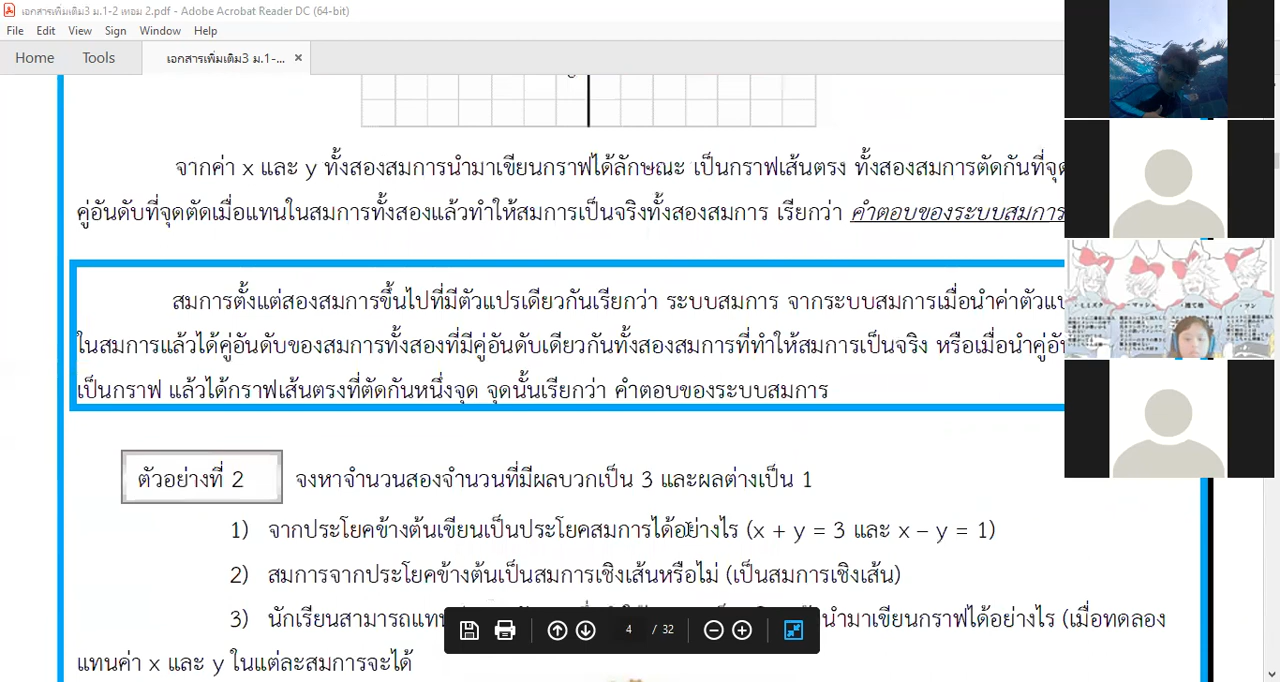 เอกสารเพิ่มเติม3 ม.1-2 เทอม 2.pdf - Adobe Acrobat Reader DC (64-bit)
File Edit View Sign Window Help
Home Tools เอกสารเพิ่มเติม3 ม.1-... ×
จากค่า x และ y ทั้งสองสมการนำมาเขียนกราฟได้ลักษณะ เป็นกราฟเส้นตรง ทั้งสองสมการตัดกันที่จุด
คู่อันดับที่จุดตัดเมื่อแทนในสมการทั้งสองแล้วทำให้สมการเป็นจริงทั้งสองสมการ เรียกว่า คำตอบของระบบสมการ
สมการตั้งแต่สองสมการขึ้นไปที่มีตัวแปรเดียวกันเรียกว่า ระบบสมการ จากระบบสมการเมื่อนำค่าตัวแป
ในสมการแล้วได้คู่อันดับของสมการทั้งสองที่มีคู่อันดับเดียวกันทั้งสองสมการที่ทำให้สมการเป็นจริง หรือเมื่อนำคู่อัน
เป็นกราฟ แล้วได้กราฟเส้นตรงที่ตัดกันหนึ่งจุด จุดนั้นเรียกว่า คำตอบของระบบสมการ
ตัวอย่างที่ 2 จงหาจำนวนสองจำนวนที่มีผลบวกเป็น 3 และผลต่างเป็น 1
1) จากประโยคข้างต้นเขียนเป็นประโยคสมการได้อย่างไร (x + y = 3 และ x – y = 1)
2) สมการจากประโยคข้างต้นเป็นสมการเชิงเส้นหรือไม่ (เป็นสมการเชิงเส้น)
3) นักเรียนสามารถแทน นำมาเขียนกราฟได้อย่างไร (เมื่อทดลอง
4 / 32
แทนค่า x และ y ในแต่ละสมการจะได้